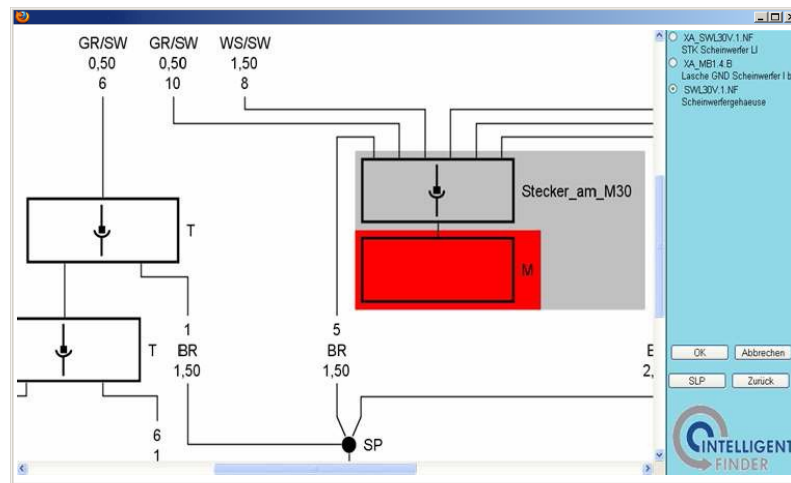 GR/SW GR/SW WS/SW
0,50 0,50 1,50
6 10 8
Stecker_am_M30
T
M
T
1
BR
1,50
5
BR
1,50
2,
6
1
SP
XA_SWL30V.1.NF
STK Scheinwerfer LI
XA_MB1.4.B
Lasche GND Scheinwerfer l b
SWL30V.1.NF
Scheinwerfergehaeuse
OK Abbrechen
SLP Zurück
INTELLIGENT
FINDER